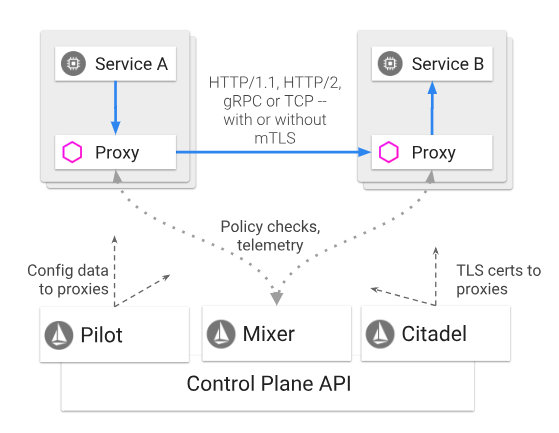 Service A
Service B
HTTP/1.1, HTTP/2,
gRPC or TCP --
with or without
mTLS
Proxy
Proxy
Policy checks,
telemetry
Config data
to proxies
TLS certs to
proxies
Pilot
Mixer
Citadel
Control Plane API